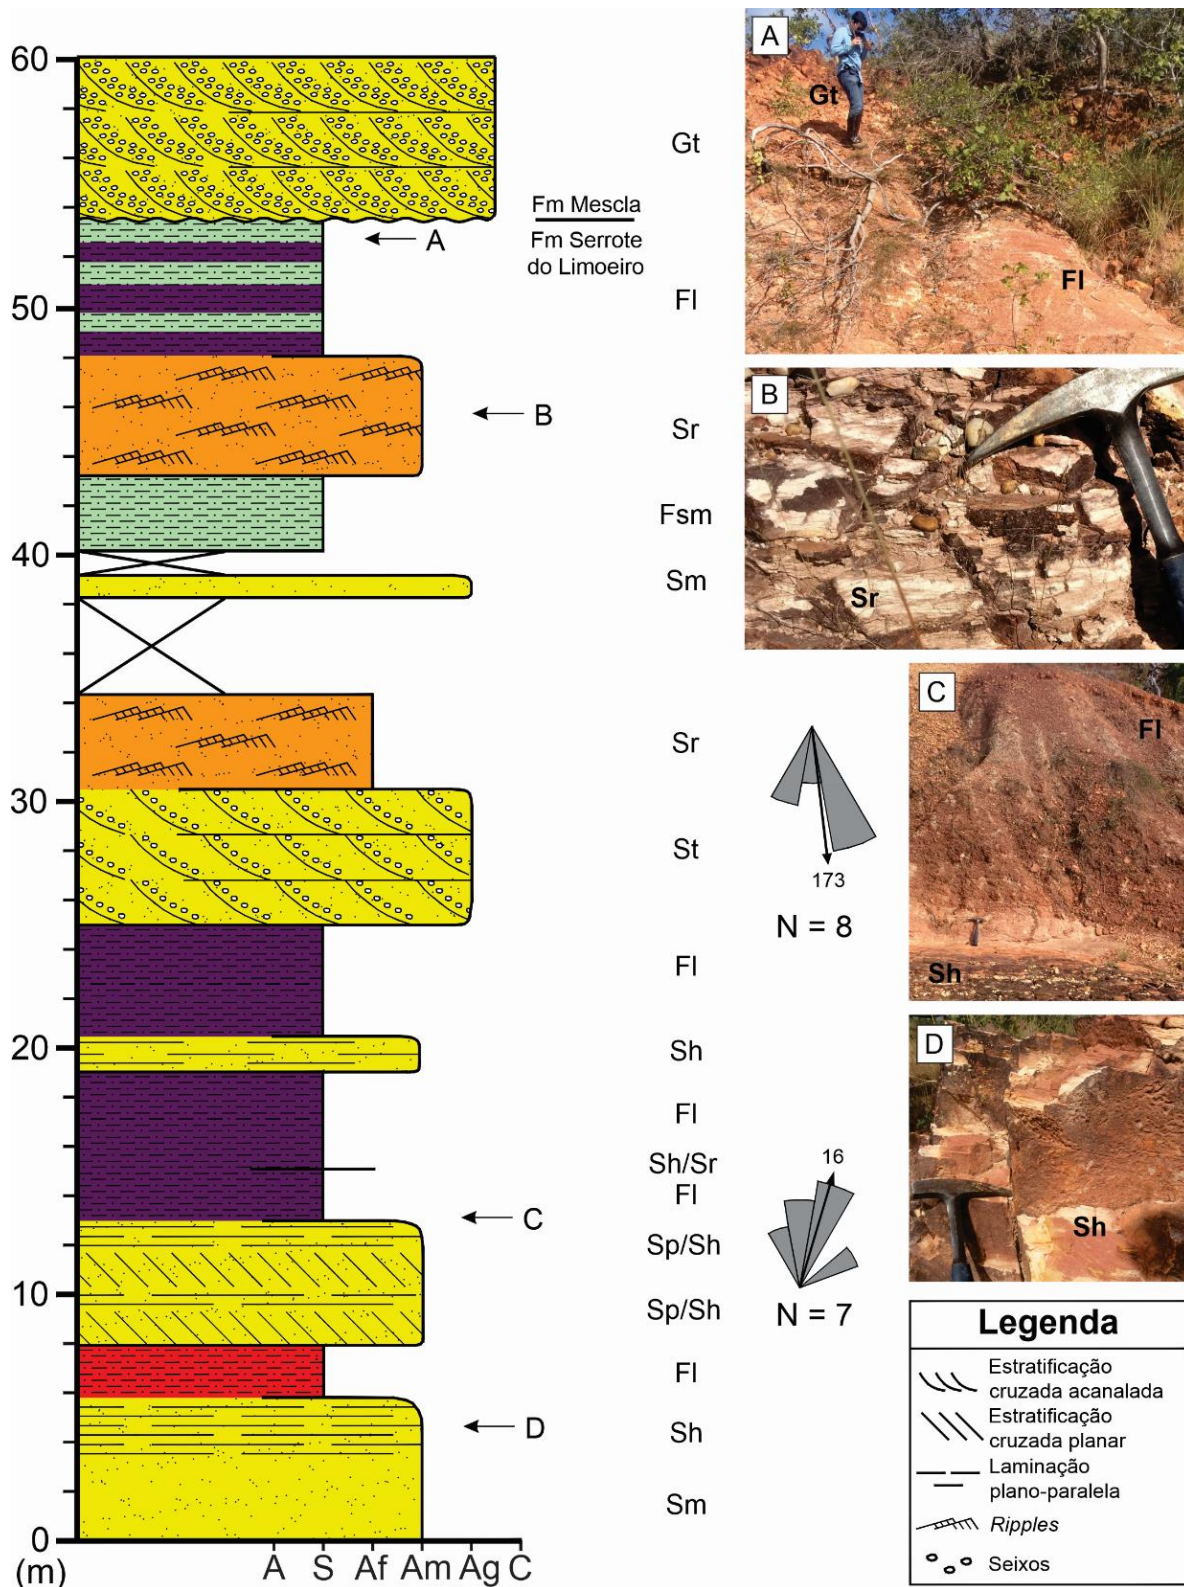 60
50
40
30
20
10
0
(m)
A S Af Am Ag C
A
B
C
D
Gt
Fm Mescla
Fm Serrote
do Limoeiro
Fl
Sr
Fsm
Sm
Sr
St
Fl
Sh
Fl
Sh/Sr
Fl
Sp/Sh
Sp/Sh
Fl
Sh
Sm
173
N = 8
16
N = 7
A
Gt
Fl
B
Sr
C
Fl
Sh
D
Sh
Legenda
Estratificação
cruzada acanalada
Estratificação
cruzada planar
Laminação
plano-paralela
Ripples
Seixos